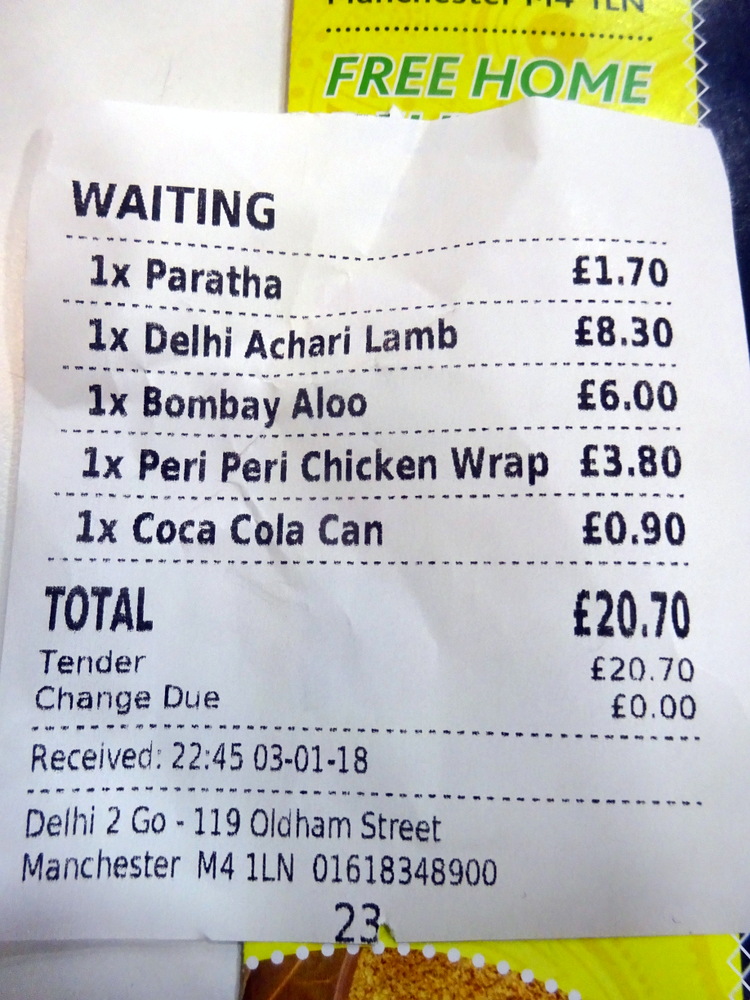 Manchester M4 1LN
FREE HOME
WAITING
1x Paratha £1.70
1x Delhi Achari Lamb £8.30
1x Bombay Aloo £6.00
1x Peri Peri Chicken Wrap £3.80
1x Coca Cola Can £0.90
TOTAL £20.70
Tender £20.70
Change Due £0.00
Received: 22:45 03-01-18
Delhi 2 Go - 119 Oldham Street
Manchester M4 1LN 01618348900
23